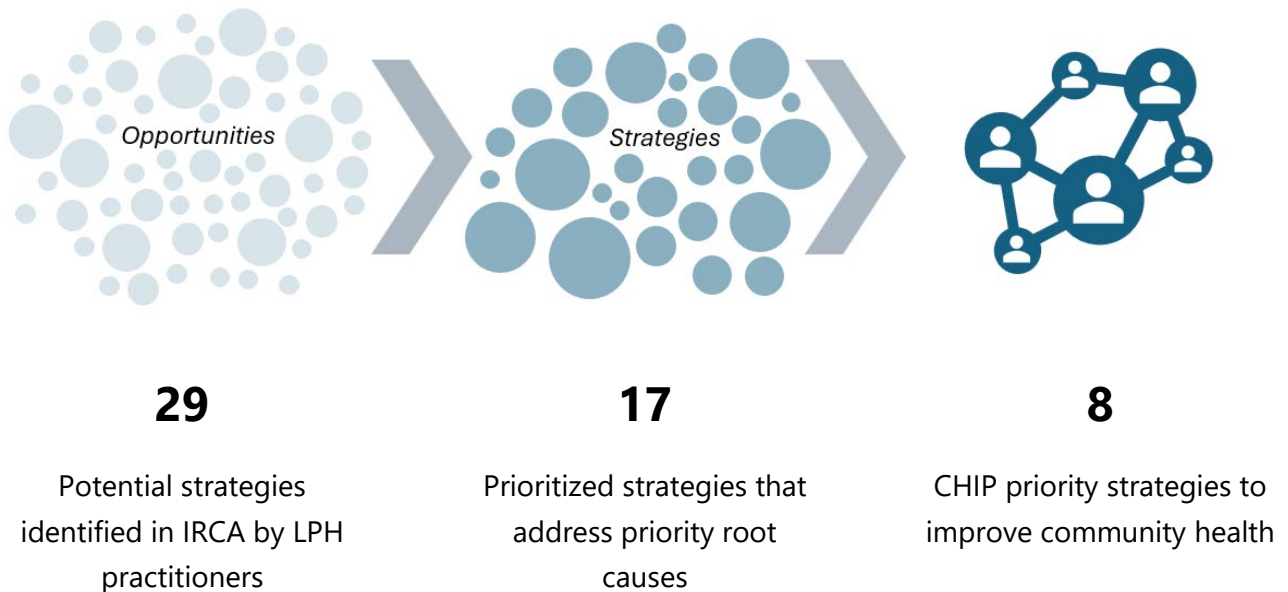 Opportunities
Strategies
29
Potential strategies
identified in IRCA by LPH
practitioners
17
Prioritized strategies that
address priority root
causes
8
CHIP priority strategies to
improve community health